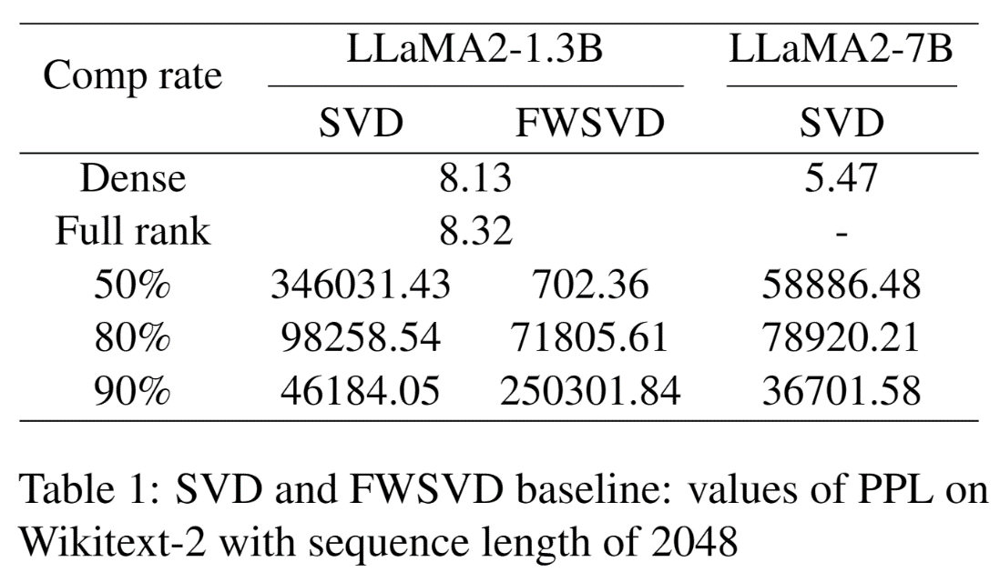 Comp rate LLaMA2-1.3B LLaMA2-7B
SVD FWSVD SVD
Dense 8.13 5.47
Full rank 8.32 -
50% 346031.43 702.36 58886.48
80% 98258.54 71805.61 78920.21
90% 46184.05 250301.84 36701.58
Table 1: SVD and FWSVD baseline: values of PPL on
Wikitext-2 with sequence length of 2048